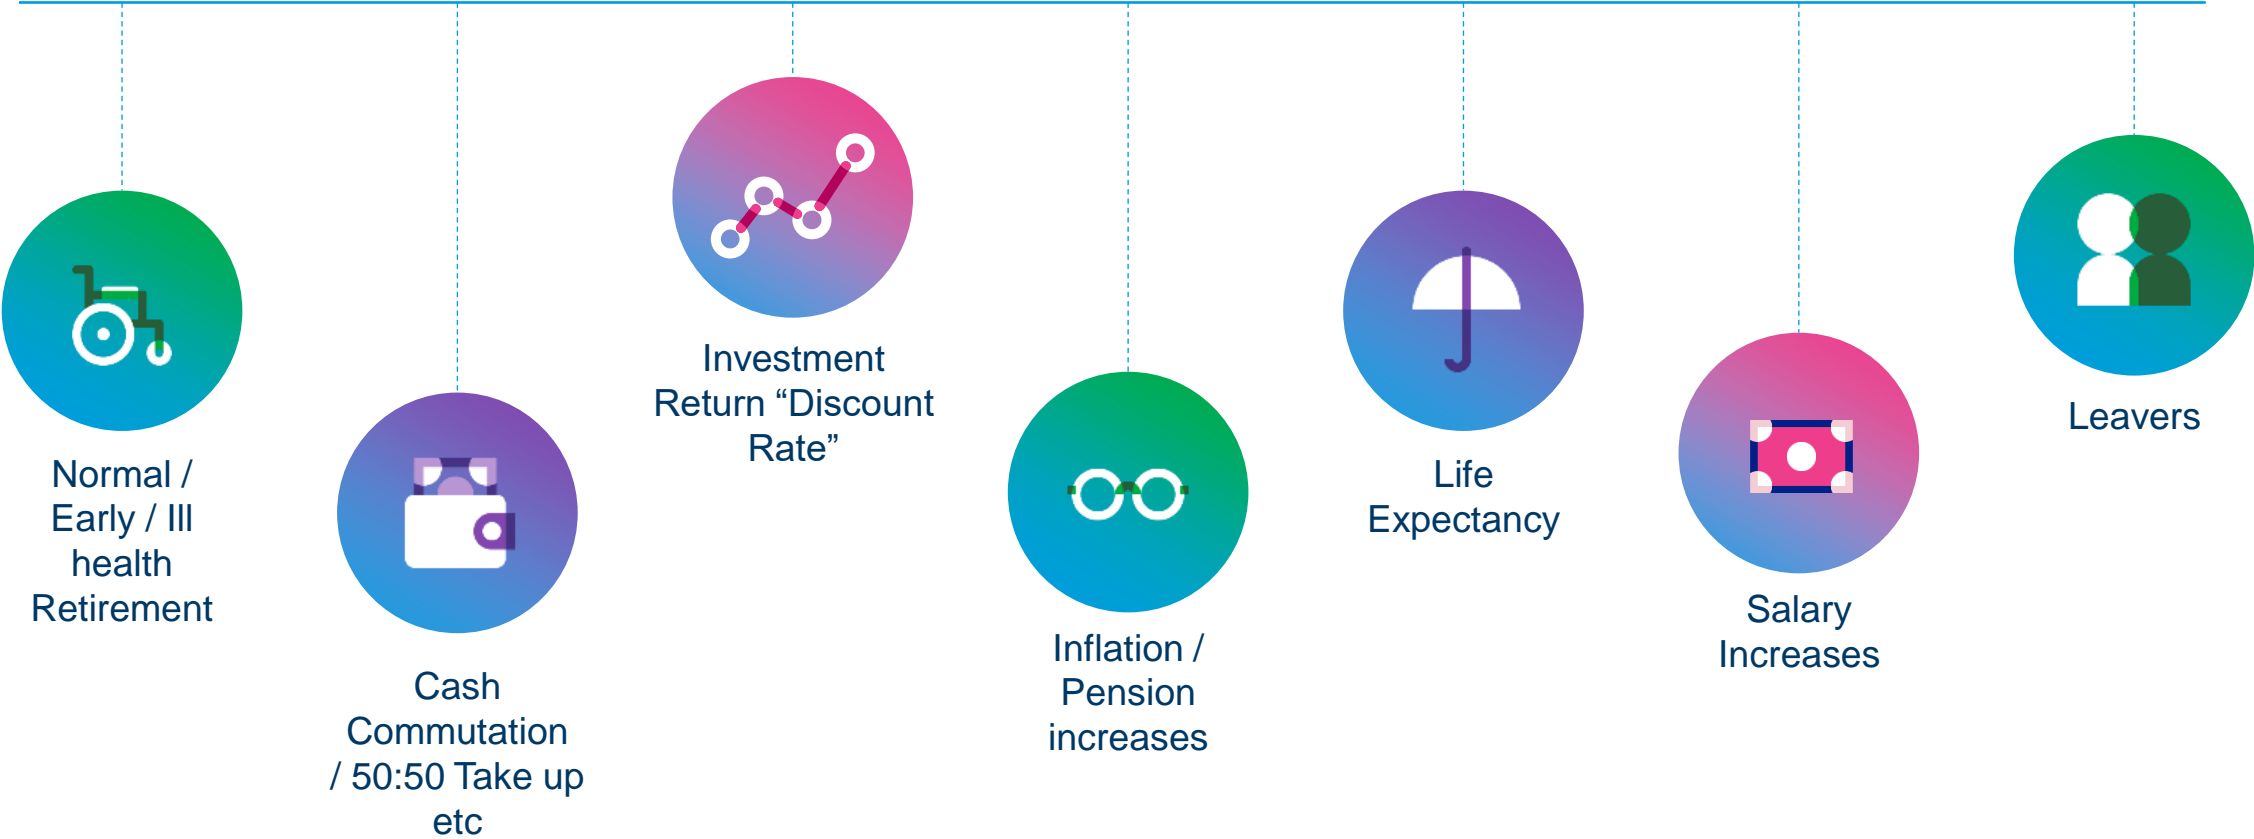 Normal /
Early / Ill
health
Retirement
Cash
Commutation
/ 50:50 Take up
etc
Investment
Return “Discount
Rate”
Inflation /
Pension
increases
Life
Expectancy
Salary
Increases
Leavers